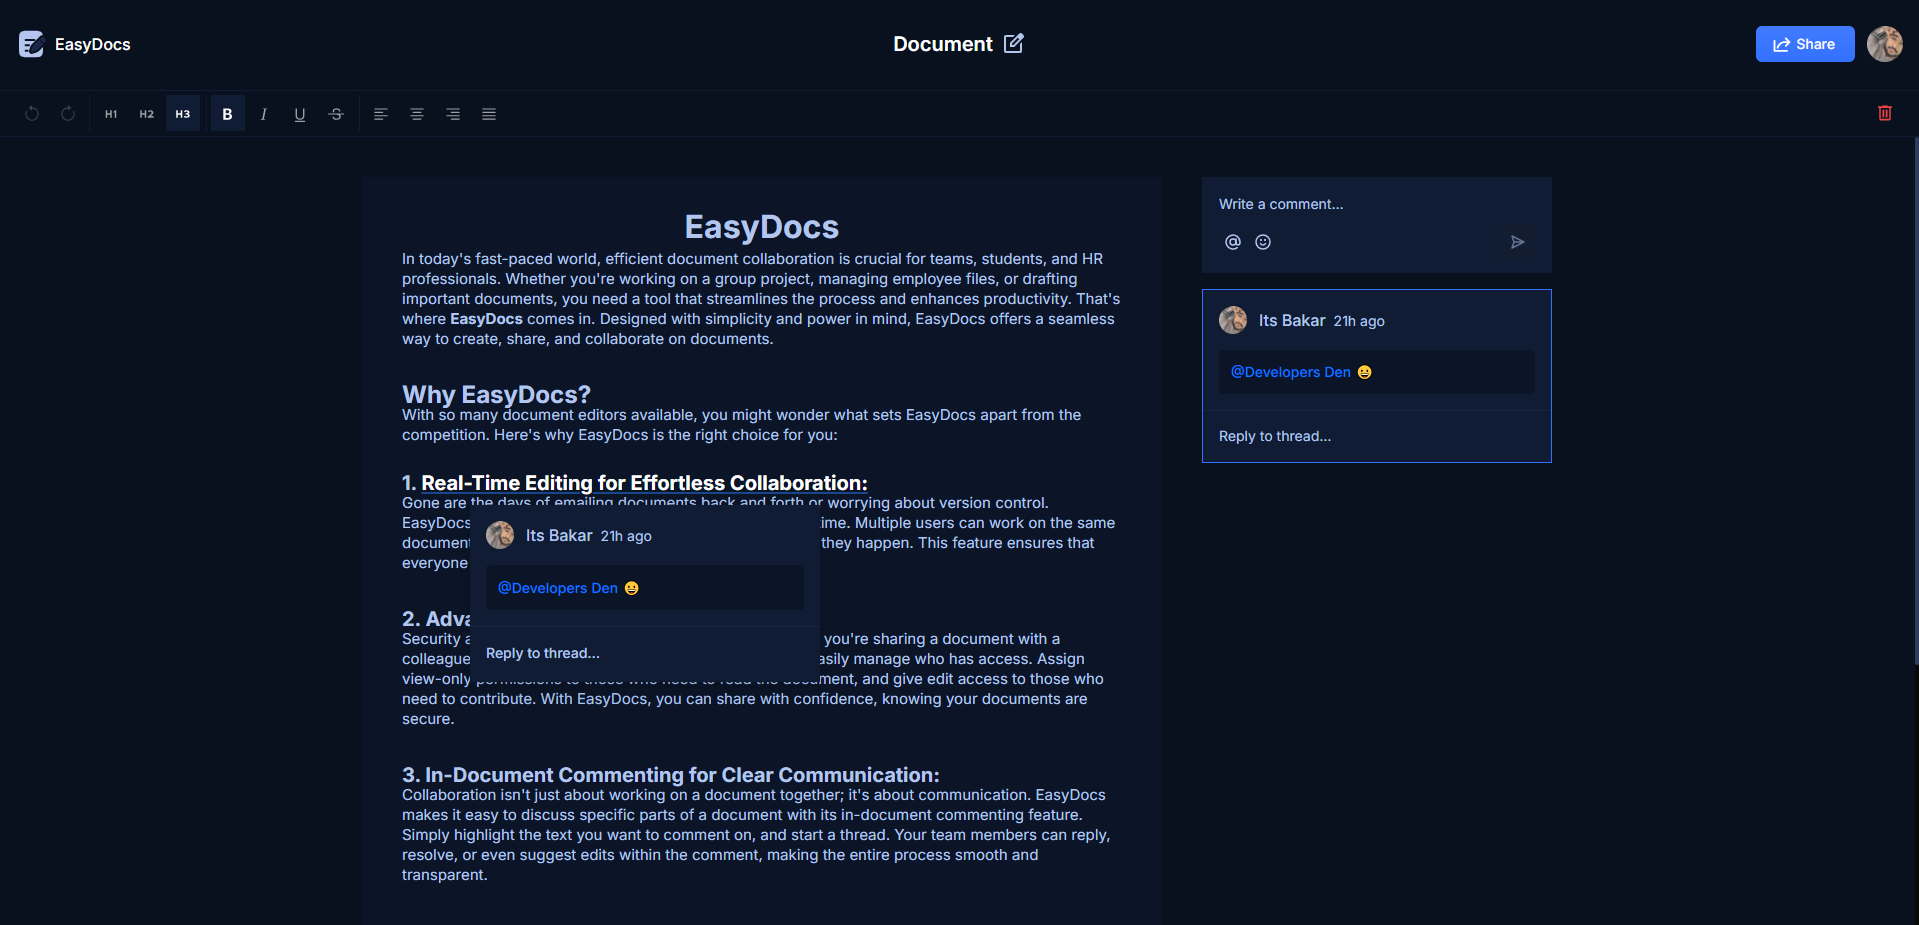 EasyDocs
Document
Share
H1 H2 H3 B I U S
EasyDocs
In today's fast-paced world, efficient document collaboration is crucial for teams, students, and HR
professionals. Whether you're working on a group project, managing employee files, or drafting
important documents, you need a tool that streamlines the process and enhances productivity. That's
where EasyDocs comes in. Designed with simplicity and power in mind, EasyDocs offers a seamless
way to create, share, and collaborate on documents.
Why EasyDocs?
With so many document editors available, you might wonder what sets EasyDocs apart from the
competition. Here's why EasyDocs is the right choice for you:
1. Real-Time Editing for Effortless Collaboration:
Gone are the days of emailing documents back and forth or worrying about version control.
EasyDocs ime. Multiple users can work on the same
document they happen. This feature ensures that
everyone
Its Bakar 21h ago
@Developers Den 😀
Reply to thread...
2. Adva
Security a you're sharing a document with a
colleague asily manage who has access. Assign
view-only permissions to those who need to read the document, and give edit access to those who
need to contribute. With EasyDocs, you can share with confidence, knowing your documents are
secure.
3. In-Document Commenting for Clear Communication:
Collaboration isn't just about working on a document together; it's about communication. EasyDocs
makes it easy to discuss specific parts of a document with its in-document commenting feature.
Simply highlight the text you want to comment on, and start a thread. Your team members can reply,
resolve, or even suggest edits within the comment, making the entire process smooth and
transparent.
Write a comment...
Its Bakar 21h ago
@Developers Den 😀
Reply to thread...